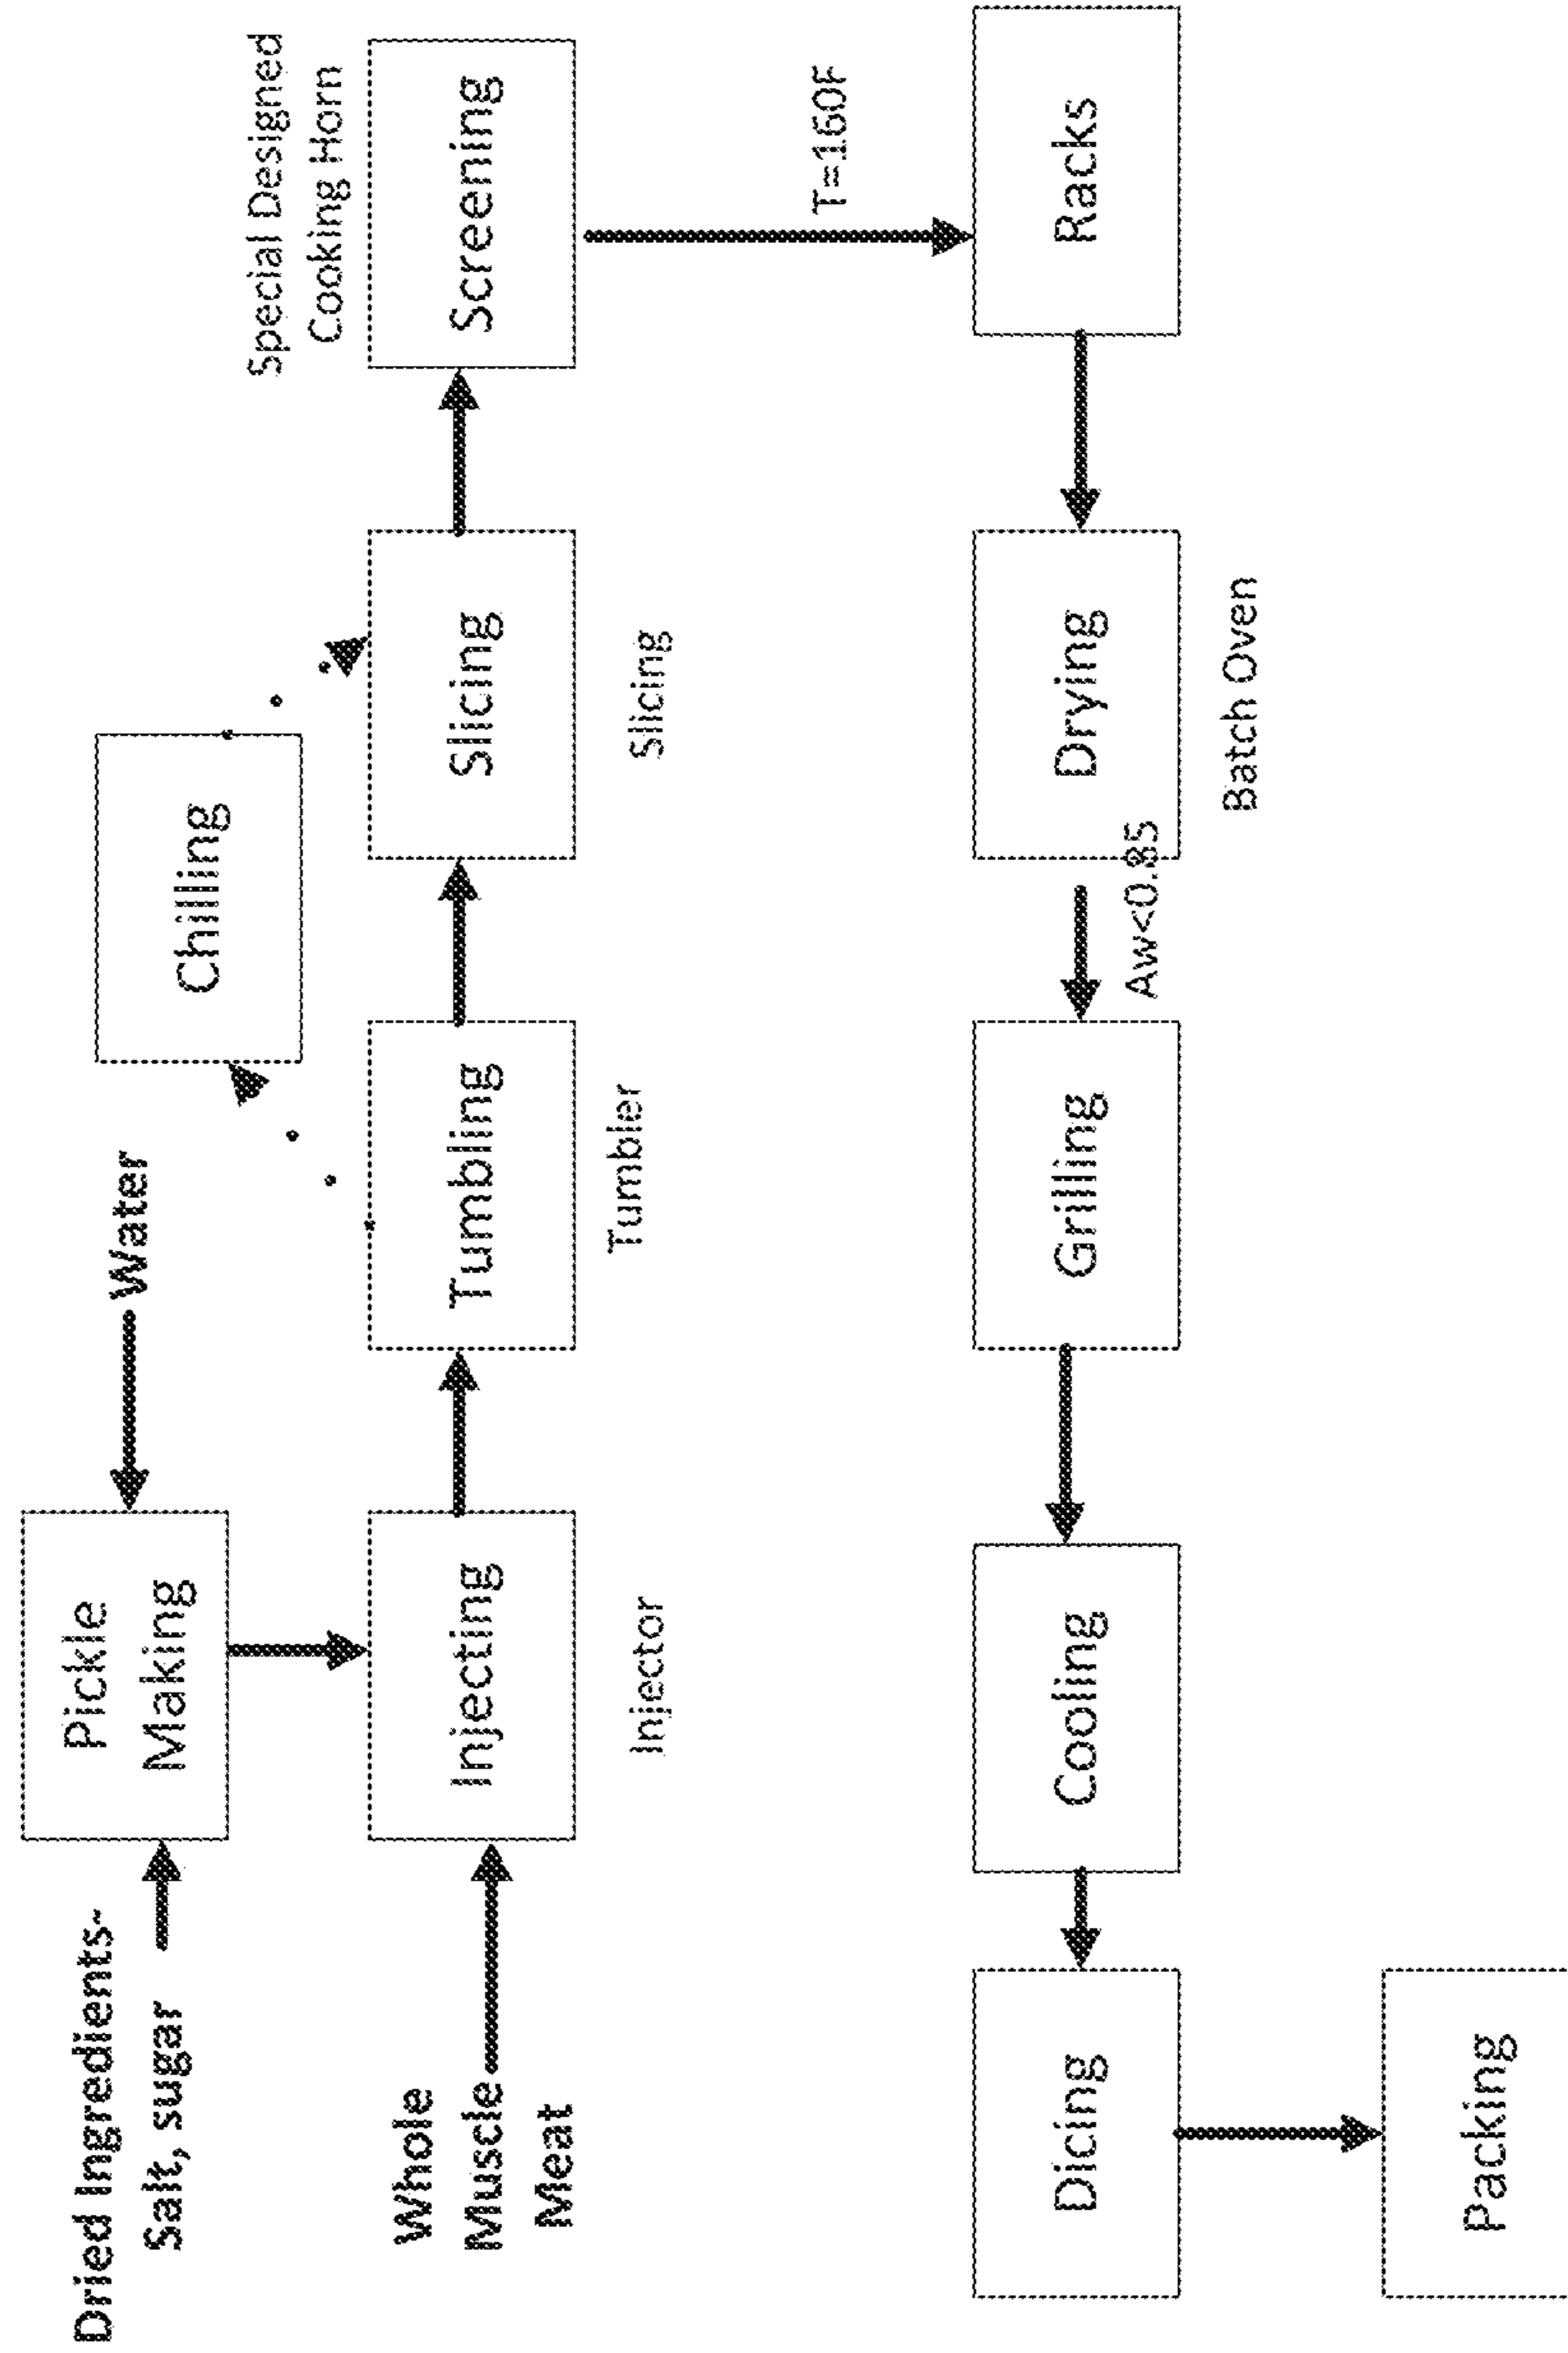 Dried Ingredients-
Salt, sugar
Pickle
Making
Water
Chilling
Special Designed
Cooking Horn
Whole
Muscle
Meat
Injecting
Tumbling
Slicing
Screening
Injector
Tumbler
Slicing
T=160F
Dicing
Cooling
Grilling
Drying
Racks
Aw<0.85
Batch Oven
Packing